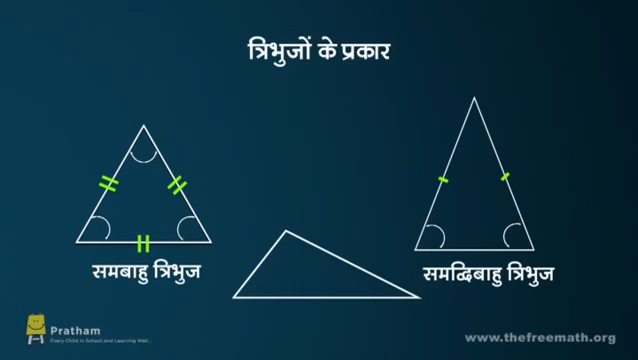 त्रिभुजों के प्रकार
समबाहु त्रिभुज
समद्विबाहु त्रिभुज
Pratham
Every Child in School and Learning Well...
www.thefreemath.org